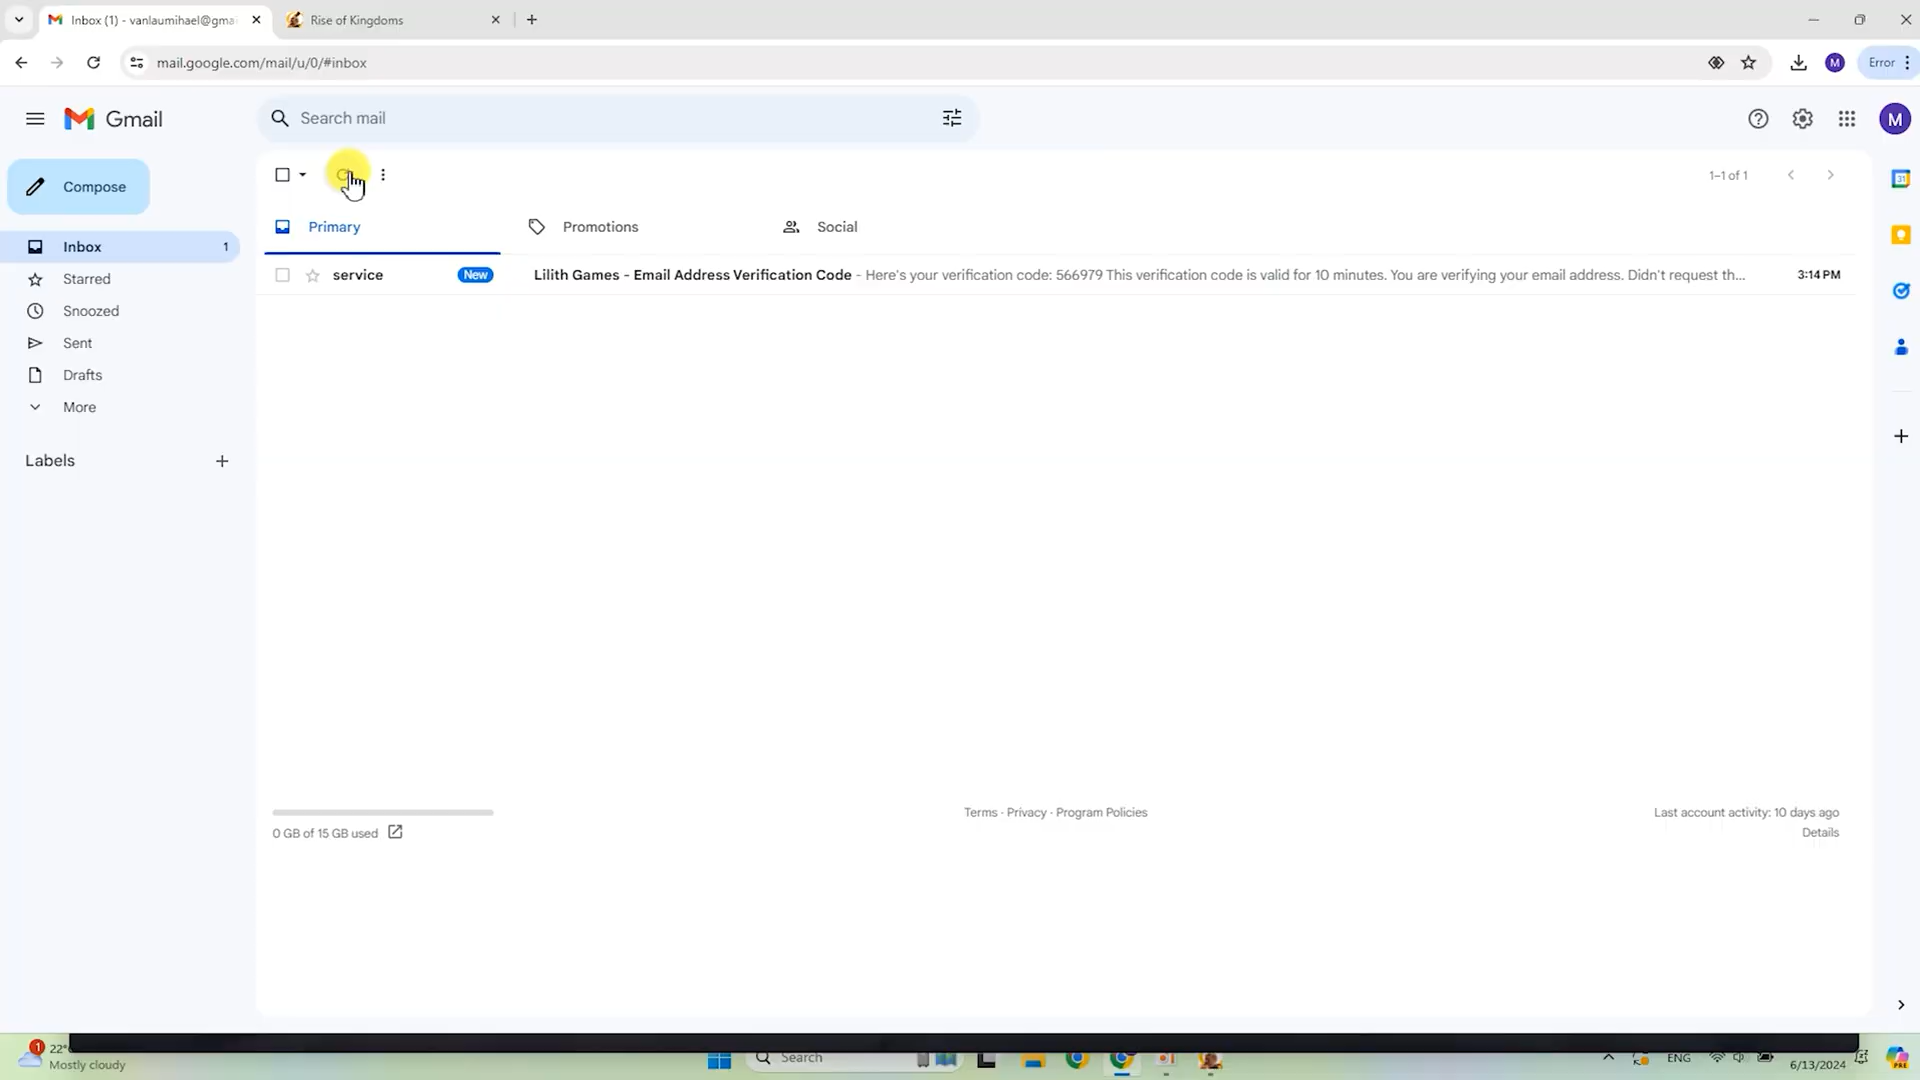 Inbox (1) - vanlaumihael@gma
Rise of Kingdoms
mail.google.com/mail/u/0/#inbox
M
Error
Gmail
Search mail
M
Compose
1–1 of 1
Primary
Promotions
Social
Inbox 1
service New Lilith Games - Email Address Verification Code - Here's your verification code: 566979 This verification code is valid for 10 minutes. You are verifying your email address. Didn't request th... 3:14 PM
Starred
Snoozed
Sent
Drafts
More
Labels
Terms · Privacy · Program Policies
Last account activity: 10 days ago
0 GB of 15 GB used
Details
1
22°
Mostly cloudy
Search
ENG
6/13/2024
PRE